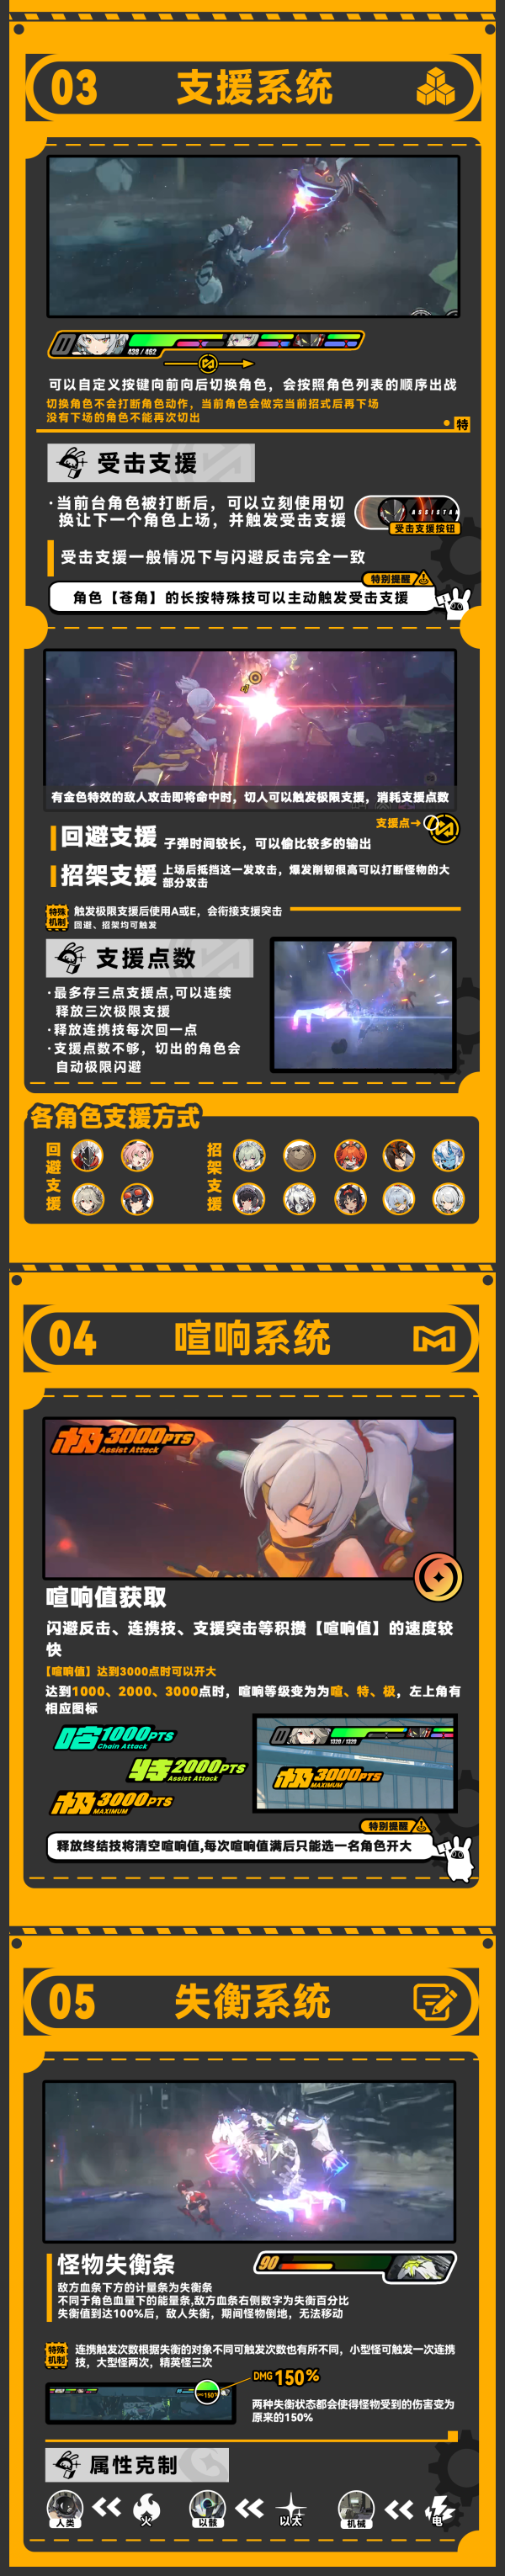 03 支援系统
439 / 462
可以自定义按键向前向后切换角色，会按照角色列表的顺序出战
切换角色不会打断角色动作，当前角色会做完当前招式后再下场
没有下场的角色不能再次切出
特
受击支援
·当前台角色被打断后，可以立刻使用切
换让下一个角色上场，并触发受击支援
ASSIST
受击支援按钮
受击支援一般情况下与闪避反击完全一致
特别提醒
角色【苍角】的长按特殊技可以主动触发受击支援
有金色特效的敌人攻击即将命中时，切人可以触发极限支援，消耗支援点数
支援点→
回避支援 子弹时间较长，可以偷比较多的输出
招架支援 上场后抵挡这一发攻击，爆发削韧很高可以打断怪物的大
部分攻击
特殊
机制
触发极限支援后使用A或E，会衔接支援突击
回避、招架均可触发
支援点数
·最多存三点支援点,可以连续
释放三次极限支援
·释放连携技每次回一点
·支援点数不够，切出的角色会
自动极限闪避
各角色支援方式
回避支援
招架支援
04 喧响系统
极3000PTS
Assist Attack
喧响值获取
闪避反击、连携技、支援突击等积攒【喧响值】的速度较
快
【喧响值】达到3000点时可以开大
达到1000、2000、3000点时，喧响等级变为为喧、特、极，左上角有
相应图标
喧1000PTS
Chain Attack
特2000PTS
Assist Attack
极3000PTS
MAXIMUM
1320 / 1320
极3000PTS
MAXIMUM
特别提醒
释放终结技将清空喧响值,每次喧响值满后只能选一名角色开大
05 失衡系统
怪物失衡条
90
敌方血条下方的计量条为失衡条
不同于角色血量下的能量条,敌方血条右侧数字为失衡百分比
失衡值到达100%后，敌人失衡，期间怪物倒地，无法移动
特殊
机制
连携触发次数根据失衡的对象不同可触发次数也有所不同，小型怪可触发一次连携
技，大型怪两次，精英怪三次
DMG 150%
150%
两种失衡状态都会使得怪物受到的伤害变为
原来的150%
属性克制
人类
火
以骸
以太
机械
电